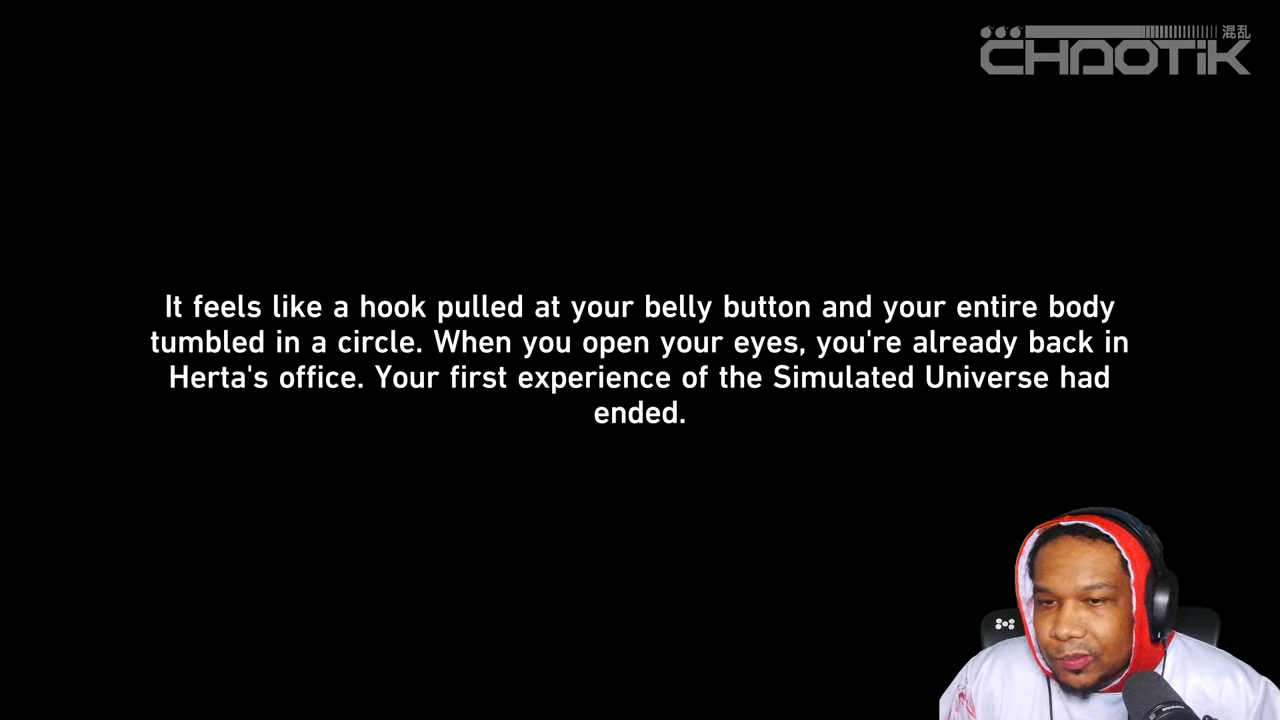 混乱
CHAOTIK
It feels like a hook pulled at your belly button and your entire body
tumbled in a circle. When you open your eyes, you're already back in
Herta's office. Your first experience of the Simulated Universe had
ended.